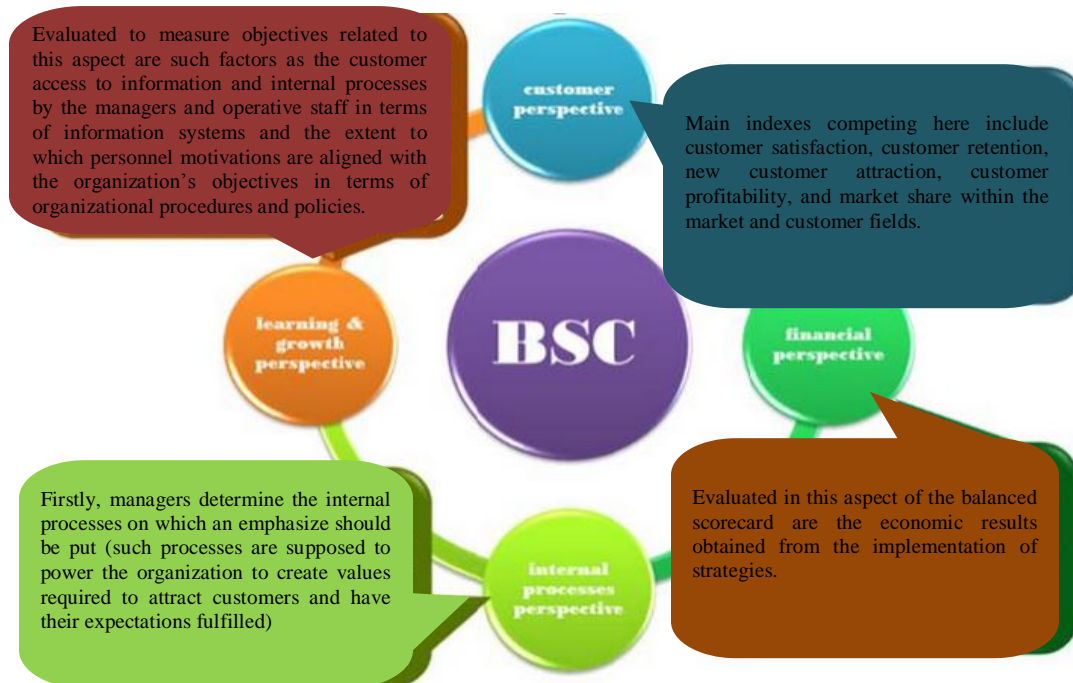 Evaluated to measure objectives related to
this aspect are such factors as the customer
access to information and internal processes
by the managers and operative staff in terms
of information systems and the extent to
which personnel motivations are aligned with
the organization's objectives in terms of
organizational procedures and policies.
customer
perspective
Main indexes competing here include
customer satisfaction, customer retention,
new customer attraction, customer
profitability, and market share within the
market and customer fields.
learning &
growth
perspective
BSC
financial
perspective
Firstly, managers determine the internal
processes on which an emphasize should
be put (such processes are supposed to
power the organization to create values
required to attract customers and have
their expectations fulfilled)
internal
processes
perspective
Evaluated in this aspect of the balanced
scorecard are the economic results
obtained from the implementation of
strategies.